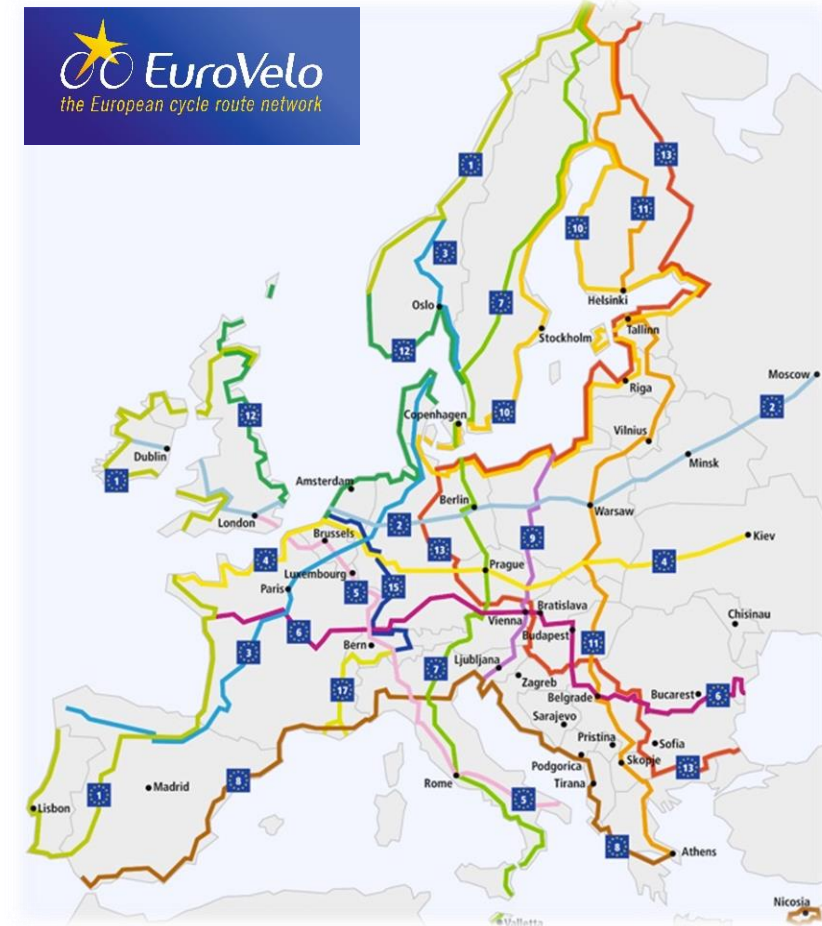 EuroVelo
the European cycle route network
1
13
11
10
3
Oslo
7
Helsinki
Tallinn
Stockholm
12
Moscow
Riga
2
Copenhagen
10
12
Vilnius
Dublin
Minsk
1
Amsterdam
Berlin
London
2
Warsaw
Brussels
9
Kiev
4
13
4
Prague
Luxembourg
Paris
5
15
Bratislava
Chisinau
Vienna
6
Budapest
3
Bern
11
7
Ljubljana
Zagreb
17
Belgrade
Bucarest
6
Sarajevo
Pristina
Sofia
Podgorica
Skopje
13
8
Madrid
Rome
Tirana
1
Lisbon
5
8
Athens
Nicosia
Valletta